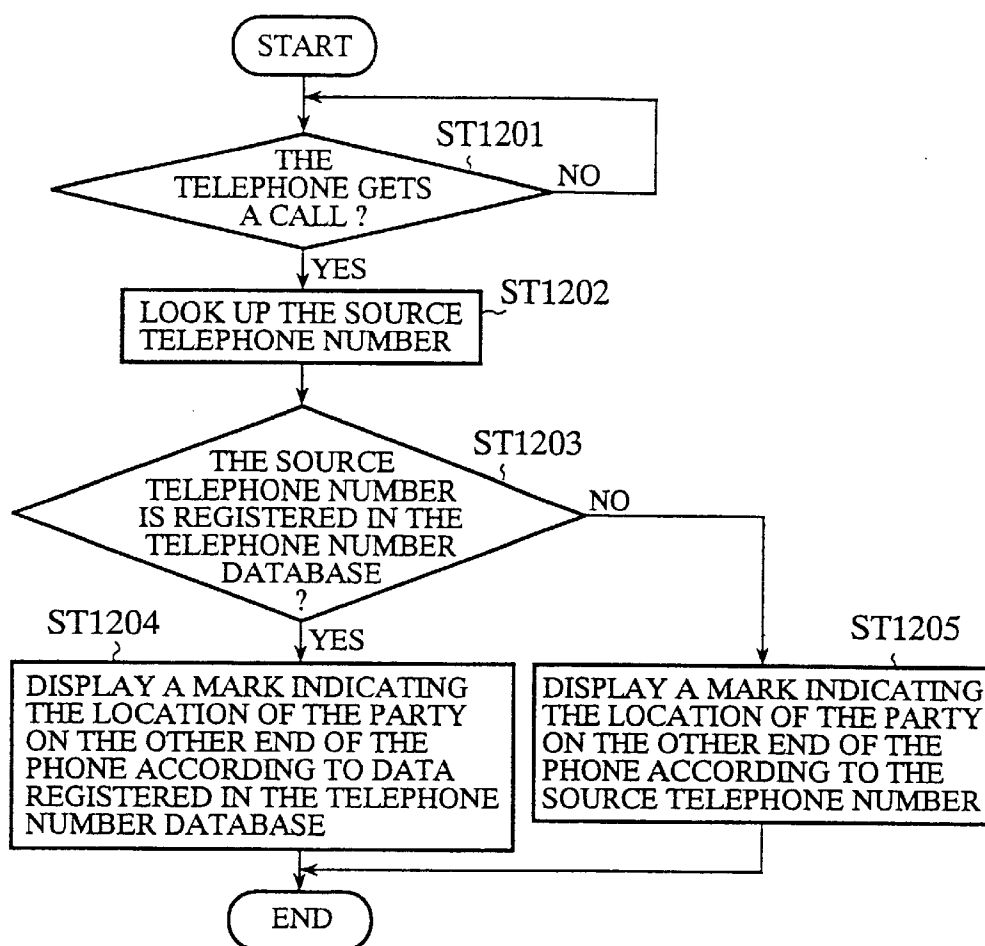 START
ST1201
THE
TELEPHONE GETS
A CALL ?
NO
YES
ST1202
LOOK UP THE SOURCE
TELEPHONE NUMBER
ST1203
THE SOURCE
TELEPHONE NUMBER
IS REGISTERED IN THE
TELEPHONE NUMBER
DATABASE
?
NO
YES
ST1204
DISPLAY A MARK INDICATING
THE LOCATION OF THE PARTY
ON THE OTHER END OF THE
PHONE ACCORDING TO DATA
REGISTERED IN THE TELEPHONE
NUMBER DATABASE
ST1205
DISPLAY A MARK INDICATING
THE LOCATION OF THE PARTY
ON THE OTHER END OF THE
PHONE ACCORDING TO THE
SOURCE TELEPHONE NUMBER
END